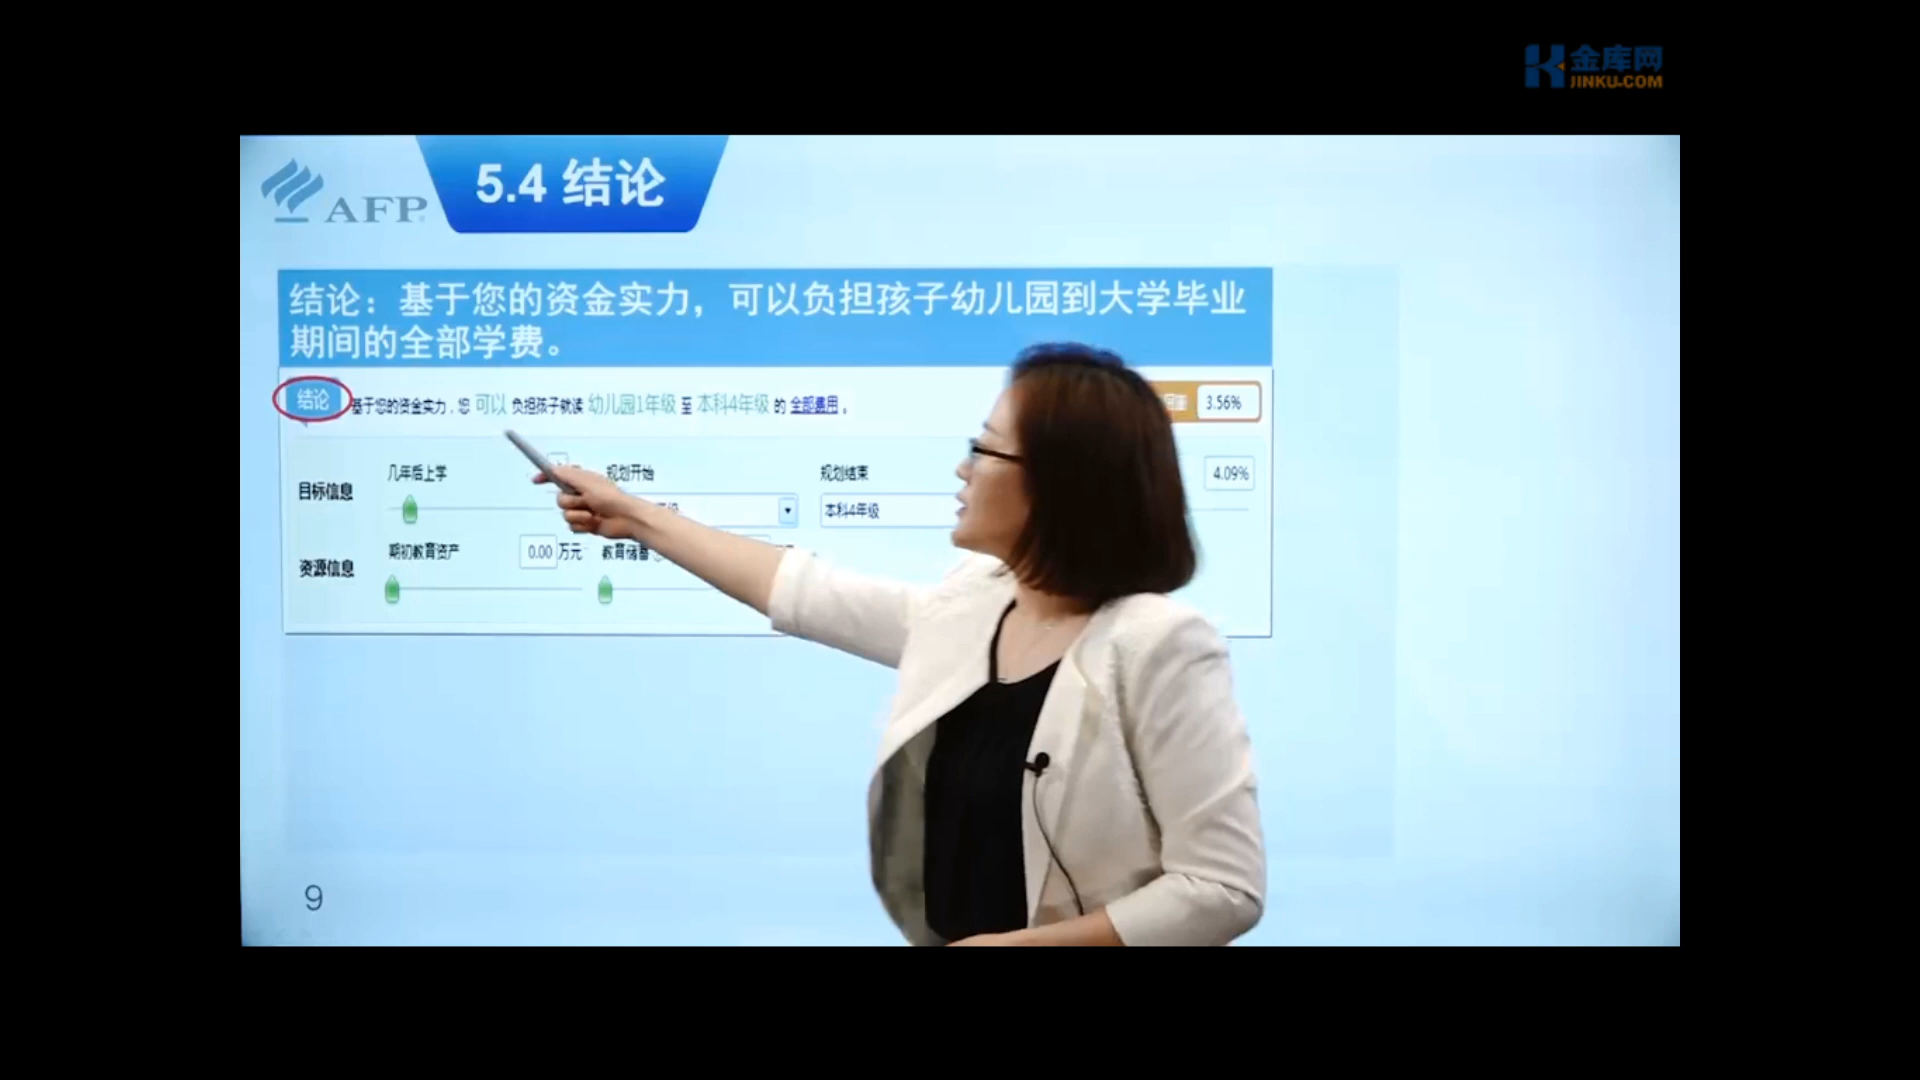 金库网
JINKU.COM
AFP
5.4 结论
结论：基于您的资金实力，可以负担孩子幼儿园到大学毕业
期间的全部学费。
结论 基于您的资金实力，您 可以 负担孩子就读 幼儿园1年级 至 本科4年级 的 全部费用 。
3.56%
目标信息
几年后上学
规划开始
规划结束
4.09%
本科4年级
资源信息
期初教育资产
0.00 万元
教育储蓄
9